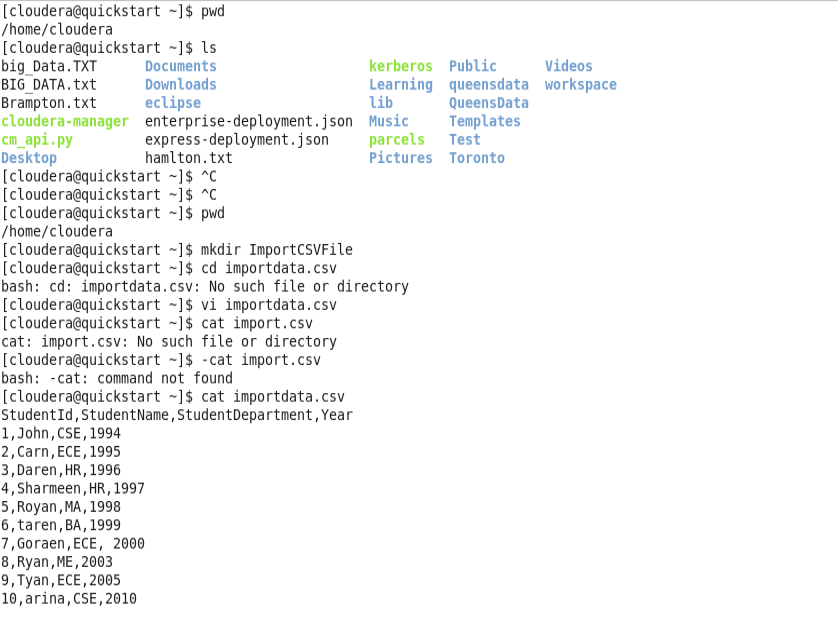 [cloudera@quickstart ~]$ pwd
/home/cloudera
[cloudera@quickstart ~]$ ls
big_Data.TXT      Documents                   kerberos  Public      Videos
BIG_DATA.txt      Downloads                   Learning  queensdata  workspace
Brampton.txt      eclipse                     lib       QueensData
cloudera-manager  enterprise-deployment.json  Music     Templates
cm_api.py         express-deployment.json     parcels   Test
Desktop           hamlton.txt                 Pictures  Toronto
[cloudera@quickstart ~]$ ^C
[cloudera@quickstart ~]$ ^C
[cloudera@quickstart ~]$ pwd
/home/cloudera
[cloudera@quickstart ~]$ mkdir ImportCSVFile
[cloudera@quickstart ~]$ cd importdata.csv
bash: cd: importdata.csv: No such file or directory
[cloudera@quickstart ~]$ vi importdata.csv
[cloudera@quickstart ~]$ cat import.csv
cat: import.csv: No such file or directory
[cloudera@quickstart ~]$ -cat import.csv
bash: -cat: command not found
[cloudera@quickstart ~]$ cat importdata.csv
StudentId,StudentName,StudentDepartment,Year
1,John,CSE,1994
2,Carn,ECE,1995
3,Daren,HR,1996
4,Sharmeen,HR,1997
5,Royan,MA,1998
6,taren,BA,1999
7,Goraen,ECE, 2000
8,Ryan,ME,2003
9,Tyan,ECE,2005
10,arina,CSE,2010